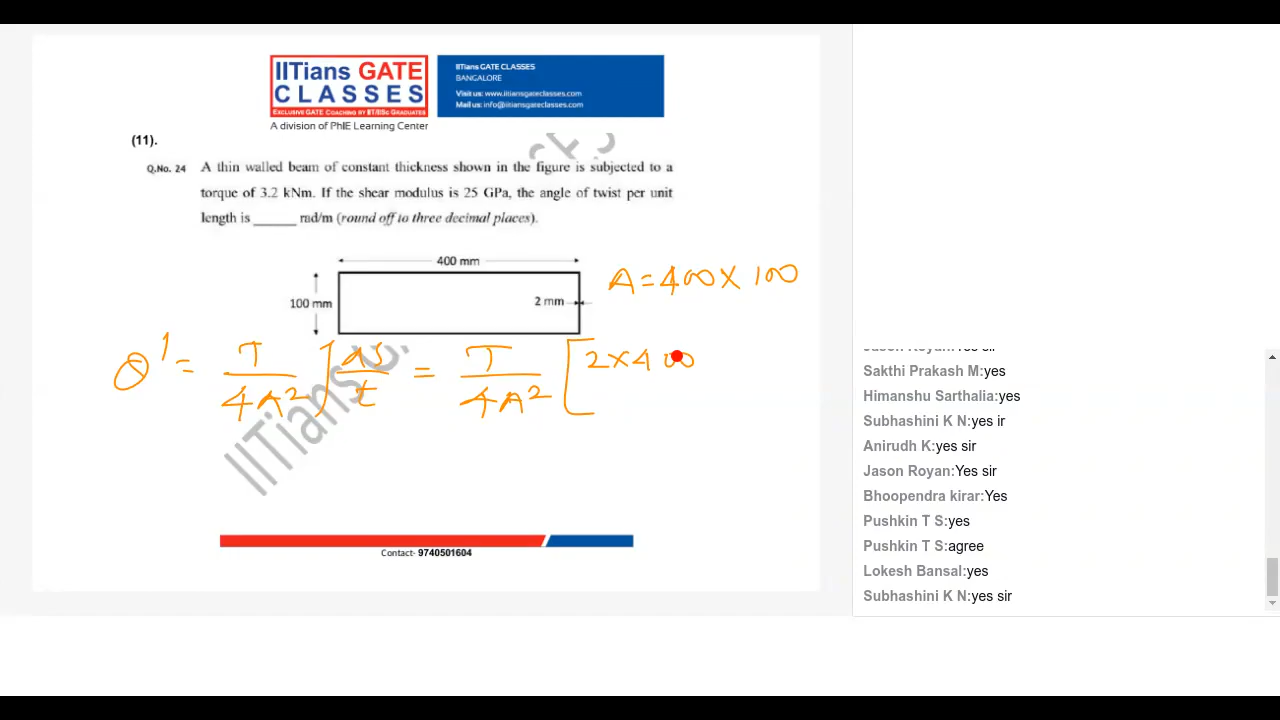 IITians GATE
CLASSES
EXCLUSIVE GATE COACHING BY IIT/IISc GRADUATES
A division of PhIE Learning Center
IITians GATE CLASSES
BANGALORE
Visit us: www.iitiansgateclasses.com
Mail us: info@iitiansgateclasses.com
(11).
Q.No. 24 A thin walled beam of constant thickness shown in the figure is subjected to a
torque of 3.2 kNm. If the shear modulus is 25 GPa, the angle of twist per unit
length is ______ rad/m (round off to three decimal places).
400 mm
100 mm
2 mm
A = 400 X 100
θ' = T/4A² ∫ ds/t = T/4A² [ 2 X 400
IITians
Contact- 9740501604
Jason Royan:Yes sir
Sakthi Prakash M:yes
Himanshu Sarthalia:yes
Subhashini K N:yes ir
Anirudh K:yes sir
Jason Royan:Yes sir
Bhoopendra kirar:Yes
Pushkin T S:yes
Pushkin T S:agree
Lokesh Bansal:yes
Subhashini K N:yes sir